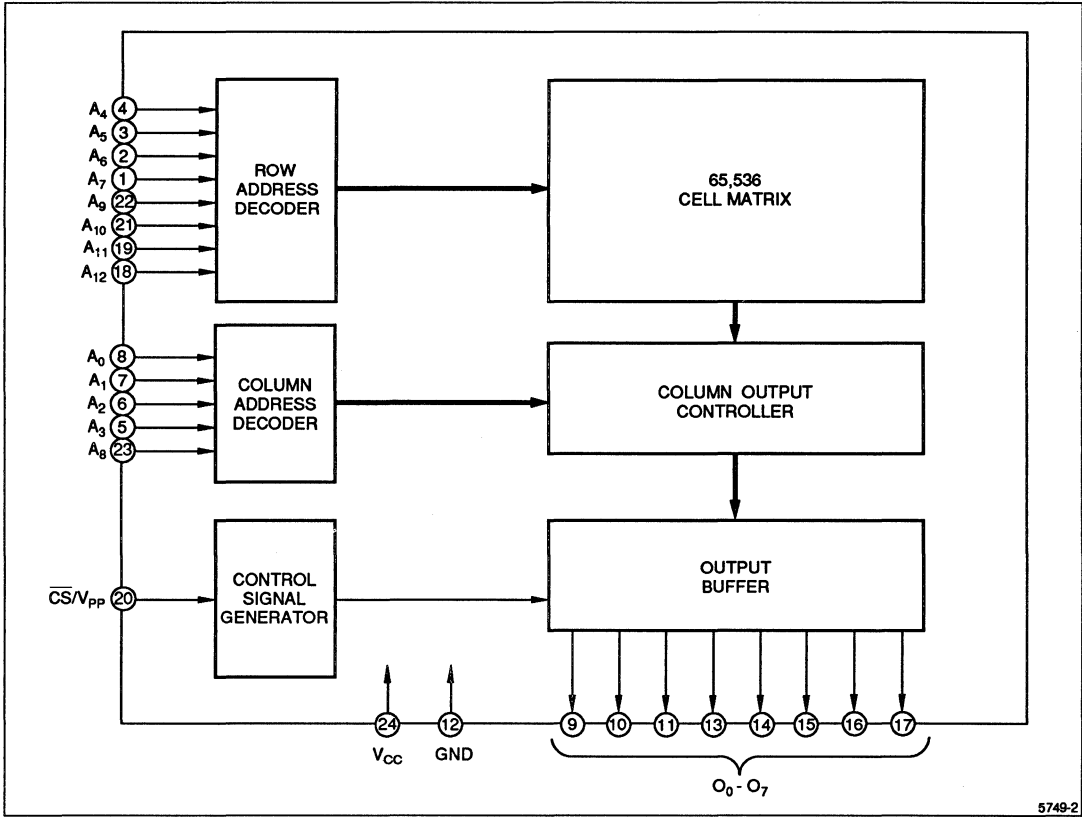 A4 4
A5 3
A6 2
A7 1
A9 22
A10 21
A11 19
A12 18
ROW
ADDRESS
DECODER
65,536
CELL MATRIX
A0 8
A1 7
A2 6
A3 5
A8 23
COLUMN
ADDRESS
DECODER
COLUMN OUTPUT
CONTROLLER
C̅S̅/VPP 20
CONTROL
SIGNAL
GENERATOR
OUTPUT
BUFFER
24 12 9 10 11 13 14 15 16 17
VCC GND
O0 - O7
5749-2